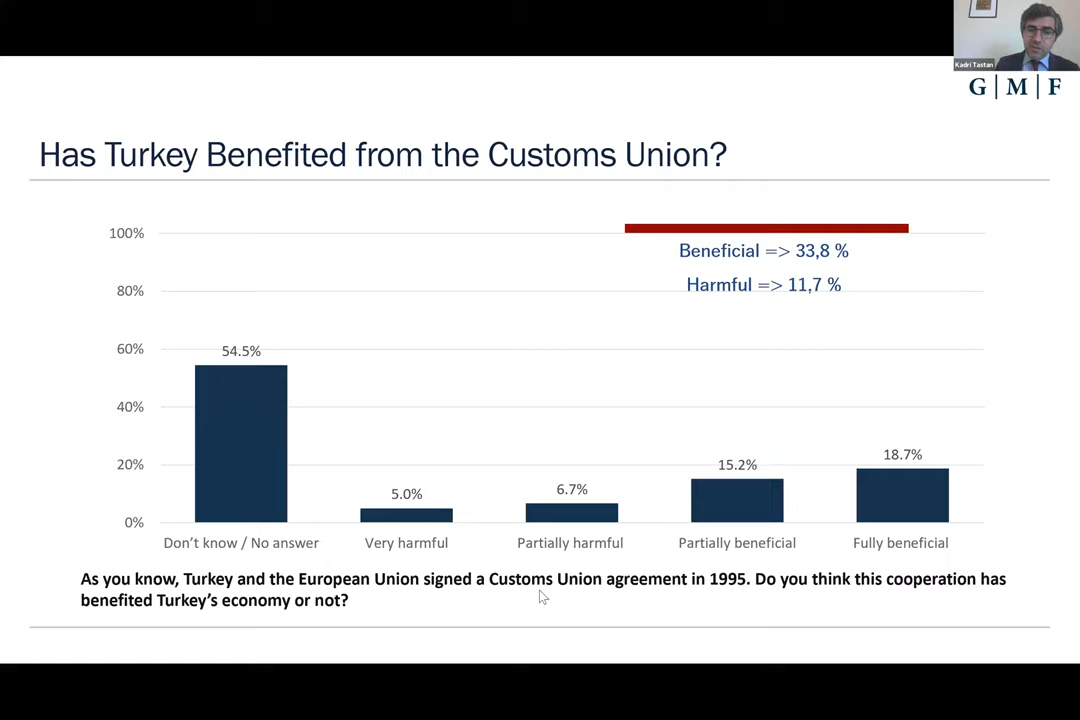 Kadri Tastan
G | M | F
Has Turkey Benefited from the Customs Union?
100%
Beneficial => 33,8 %
Harmful => 11,7 %
80%
60%
54.5%
40%
20%
18.7%
15.2%
6.7%
5.0%
0%
Don't know / No answer
Very harmful
Partially harmful
Partially beneficial
Fully beneficial
As you know, Turkey and the European Union signed a Customs Union agreement in 1995. Do you think this cooperation has
benefited Turkey's economy or not?